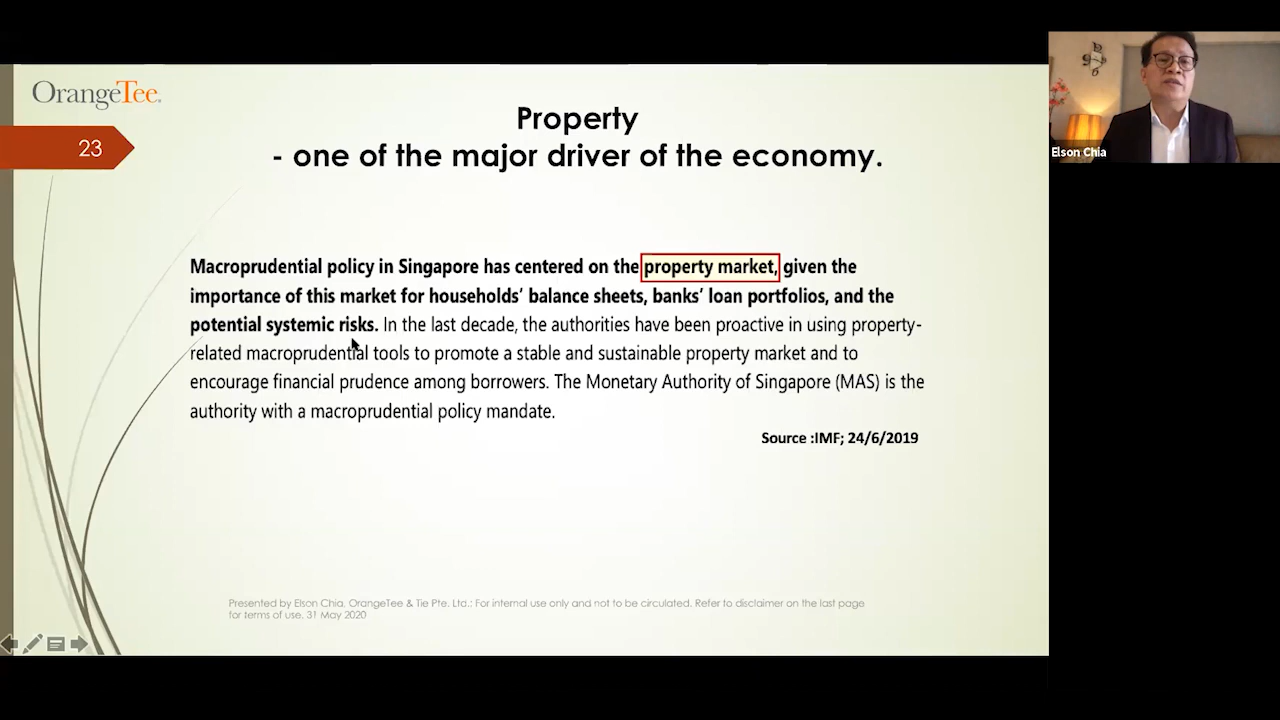 OrangeTee
23
Property
- one of the major driver of the economy.
Macroprudential policy in Singapore has centered on the property market, given the
importance of this market for households’ balance sheets, banks’ loan portfolios, and the
potential systemic risks. In the last decade, the authorities have been proactive in using property-
related macroprudential tools to promote a stable and sustainable property market and to
encourage financial prudence among borrowers. The Monetary Authority of Singapore (MAS) is the
authority with a macroprudential policy mandate.
Source :IMF; 24/6/2019
Presented by Elson Chia, OrangeTee & Tie Pte. Ltd.: For internal use only and not to be circulated. Refer to disclaimer on the last page
for terms of use. 31 May 2020
Elson Chia